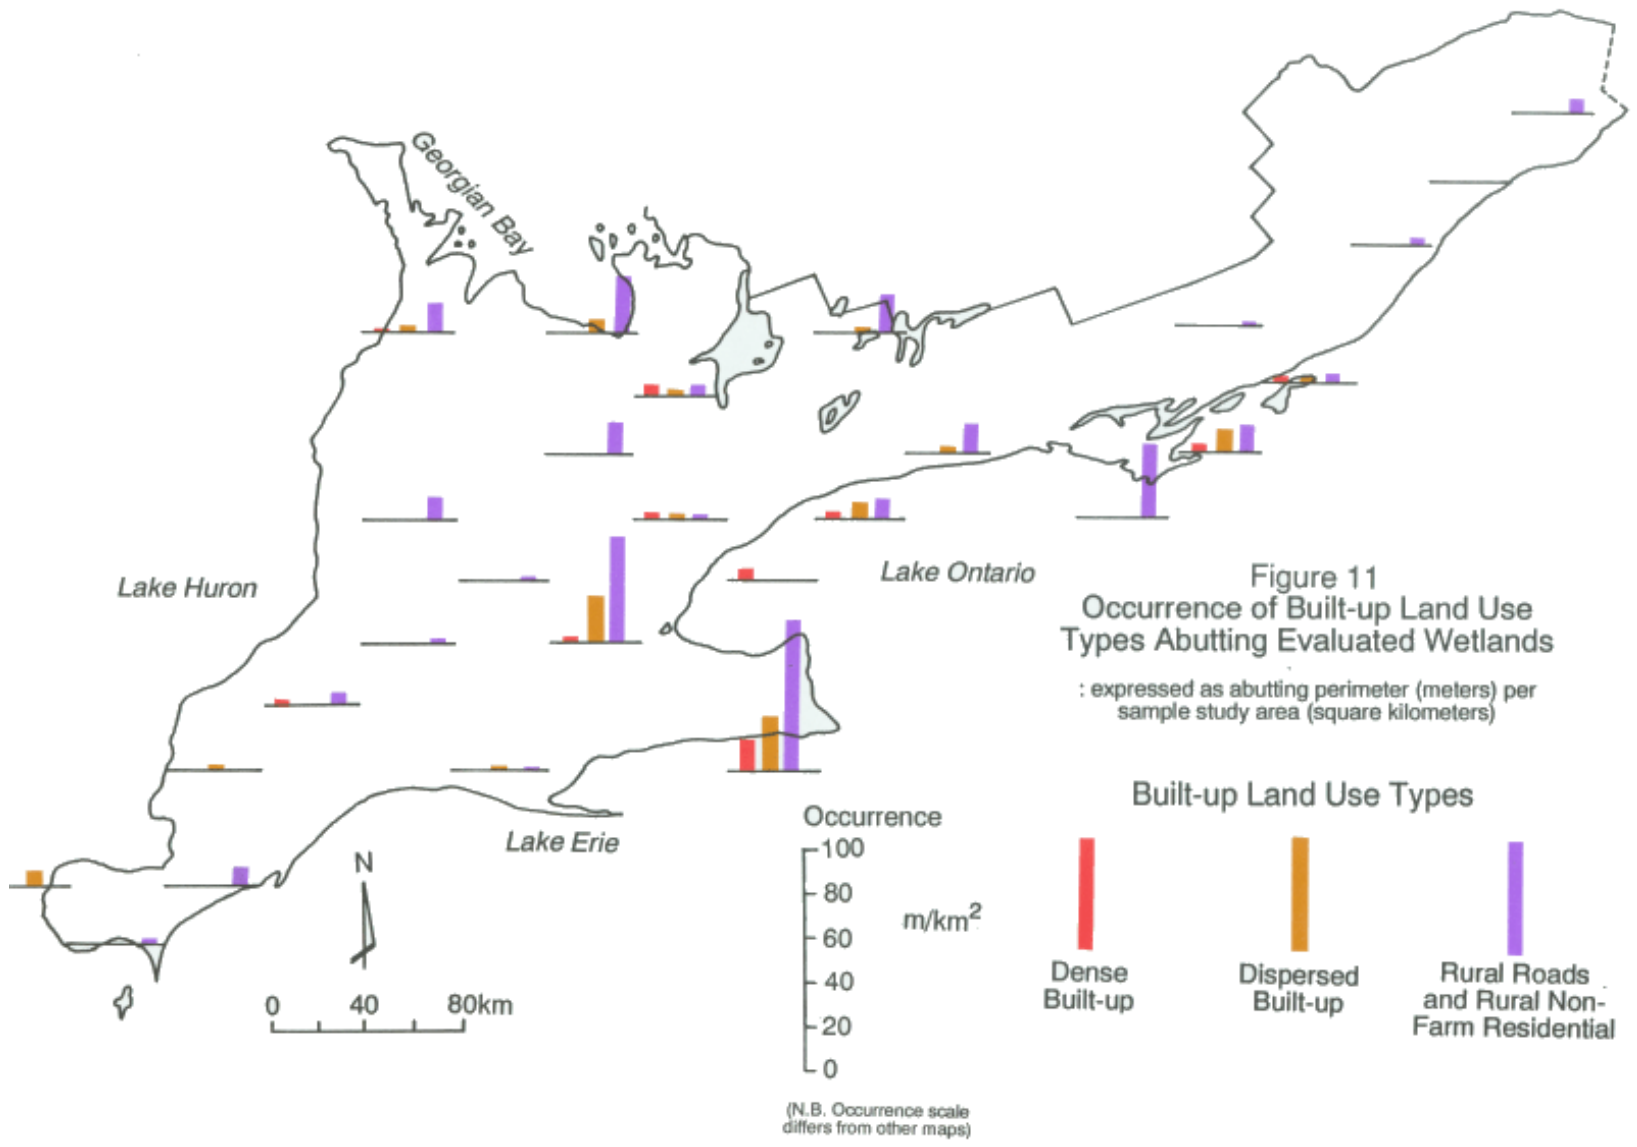 Georgian Bay
Lake Huron
Lake Ontario
Figure 11
Occurrence of Built-up Land Use
Types Abutting Evaluated Wetlands
: expressed as abutting perimeter (meters) per
sample study area (square kilometers)
Lake Erie
N
0 40 80km
Occurrence
100
80
60
40
20
0
m/km²
(N.B. Occurrence scale
differs from other maps)
Built-up Land Use Types
Dense
Built-up
Dispersed
Built-up
Rural Roads
and Rural Non-
Farm Residential